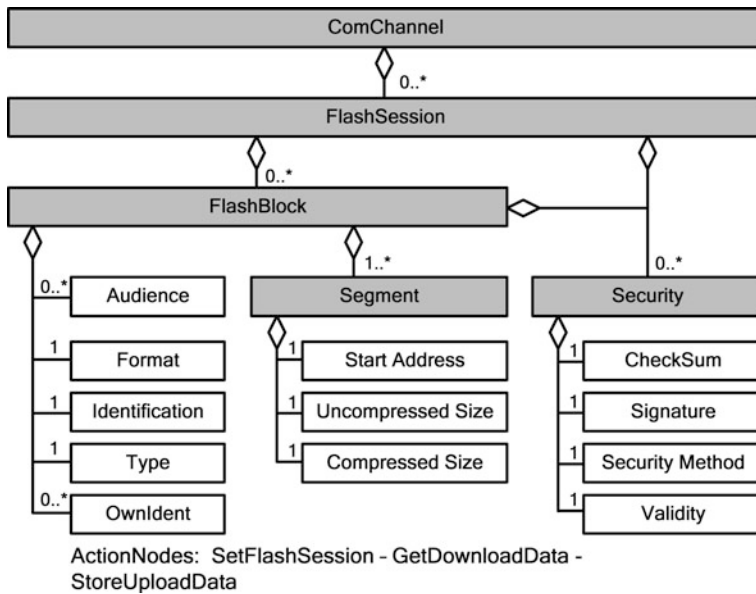 ComChannel
0..*
FlashSession
0..*
FlashBlock
1..*
0..*
0..* Audience
Segment
Security
1 Format
1 Start Address
1 CheckSum
1 Identification
1 Uncompressed Size
1 Signature
1 Type
1 Compressed Size
1 Security Method
0..* OwnIdent
1 Validity
ActionNodes: SetFlashSession – GetDownloadData -
StoreUploadData